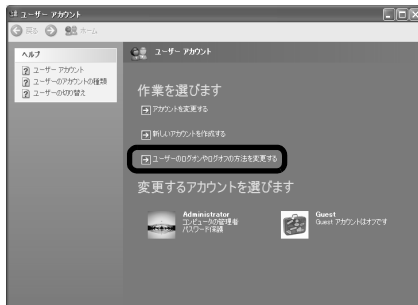 ユーザー アカウント
戻る ホーム
ヘルプ
ユーザー アカウント
ユーザーのアカウントの種類
ユーザーの切り替え
ユーザー アカウント
作業を選びます
アカウントを変更する
新しいアカウントを作成する
ユーザーのログオンやログオフの方法を変更する
変更するアカウントを選びます
Administrator
コンピュータの管理者
パスワード保護
Guest
Guest アカウントはオフです